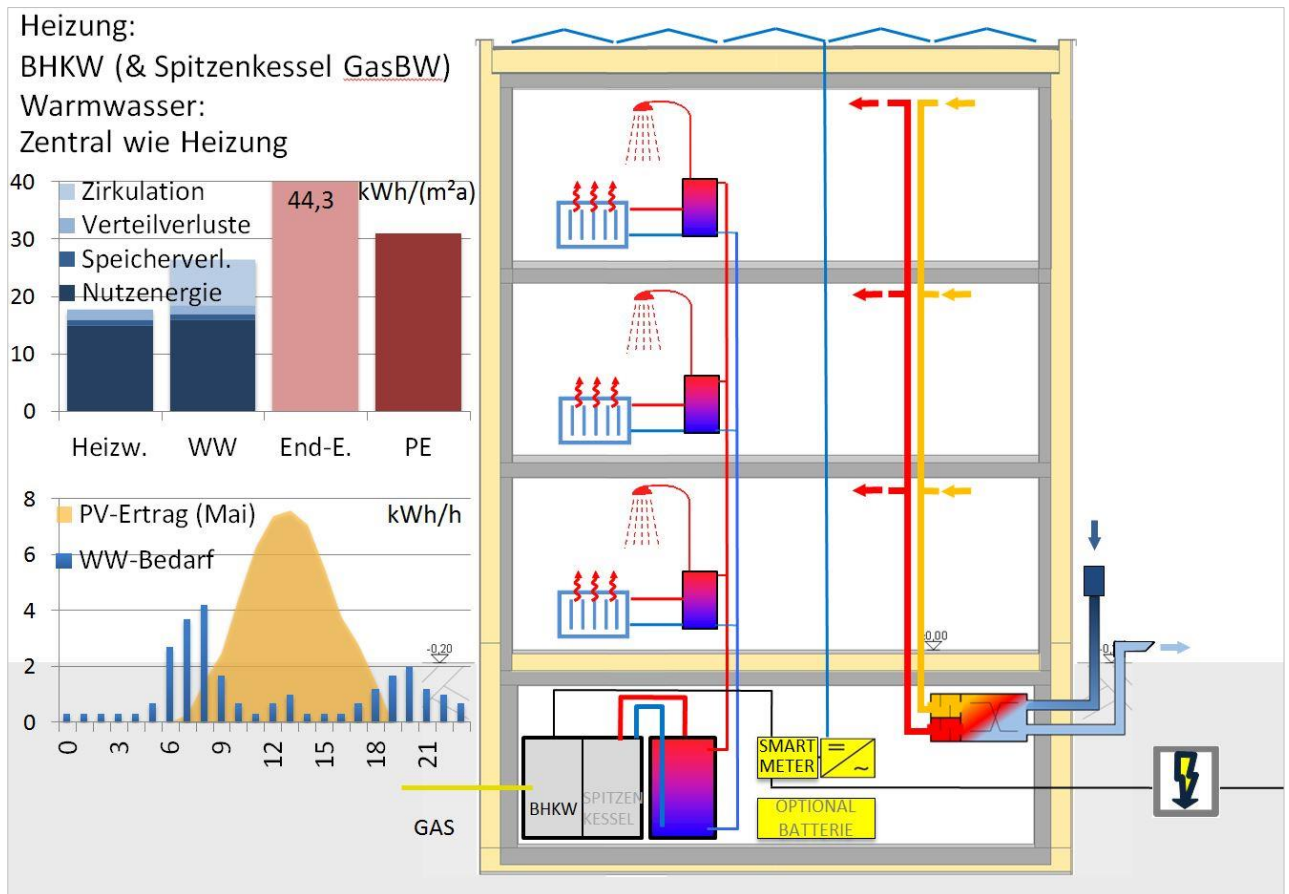 Heizung:
BHKW (& Spitzenkessel GasBW)
Warmwasser:
Zentral wie Heizung
40
30
20
10
0
Zirkulation
Verteilverluste
Speicherverl.
Nutzenergie
44,3
kWh/(m²a)
Heizw. WW End-E. PE
8
6
4
2
0
PV-Ertrag (Mai)
WW-Bedarf
kWh/h
0 3 6 9 12 15 18 21
-0,20
GAS
BHKW
SPITZEN
KESSEL
SMART
METER
=
~
OPTIONAL
BATTERIE